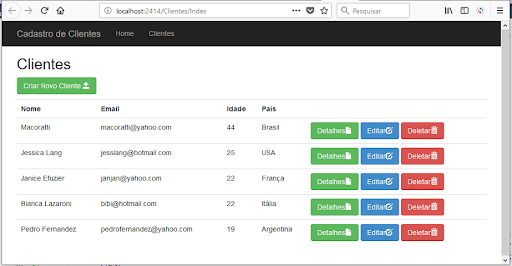 localhost:2414/Clientes/Index
Pesquisar
Cadastro de Clientes Home Clientes
Clientes
Criar Novo Cliente
Nome Email Idade Pais
Macoratti macoratti@yahoo.com 44 Brasil Detalhes Editar Deletar
Jessica Lang jesslang@hotmail.com 25 USA Detalhes Editar Deletar
Janice Efuzier janjan@yahoo.com 22 França Detalhes Editar Deletar
Bianca Lazaroni bibi@hotmail.com 22 Itália Detalhes Editar Deletar
Pedro Fernandez pedrofernandez@yahoo.com 19 Argentina Detalhes Editar Deletar